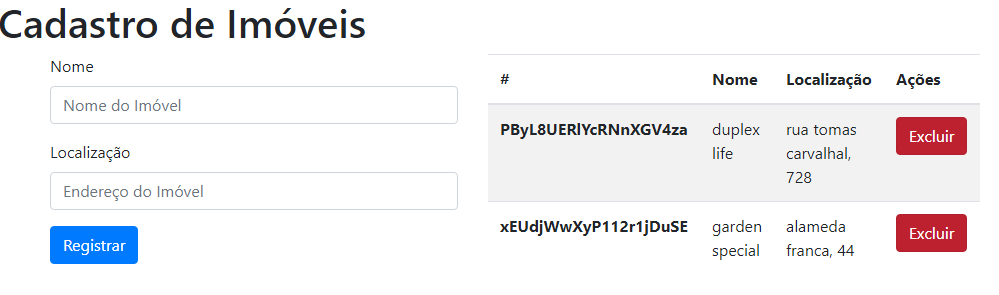 Cadastro de Imóveis
Nome
Nome do Imóvel
Localização
Endereço do Imóvel
Registrar
# Nome Localização Ações
PByL8UERlYcRNnXGV4za duplex rua tomas Excluir
life carvalhal,
728
xEUdjWwXyP112r1jDuSE garden alameda Excluir
special franca, 44